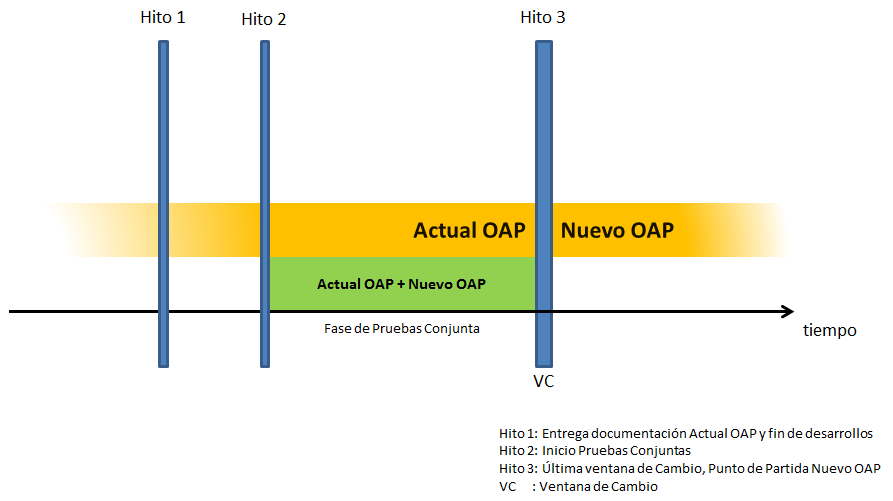 Hito 1
Hito 2
Hito 3
Actual OAP
Nuevo OAP
Actual OAP + Nuevo OAP
Fase de Pruebas Conjunta
tiempo
VC
Hito 1: Entrega documentación Actual OAP y fin de desarrollos
Hito 2: Inicio Pruebas Conjuntas
Hito 3: Última ventana de Cambio, Punto de Partida Nuevo OAP
VC : Ventana de Cambio